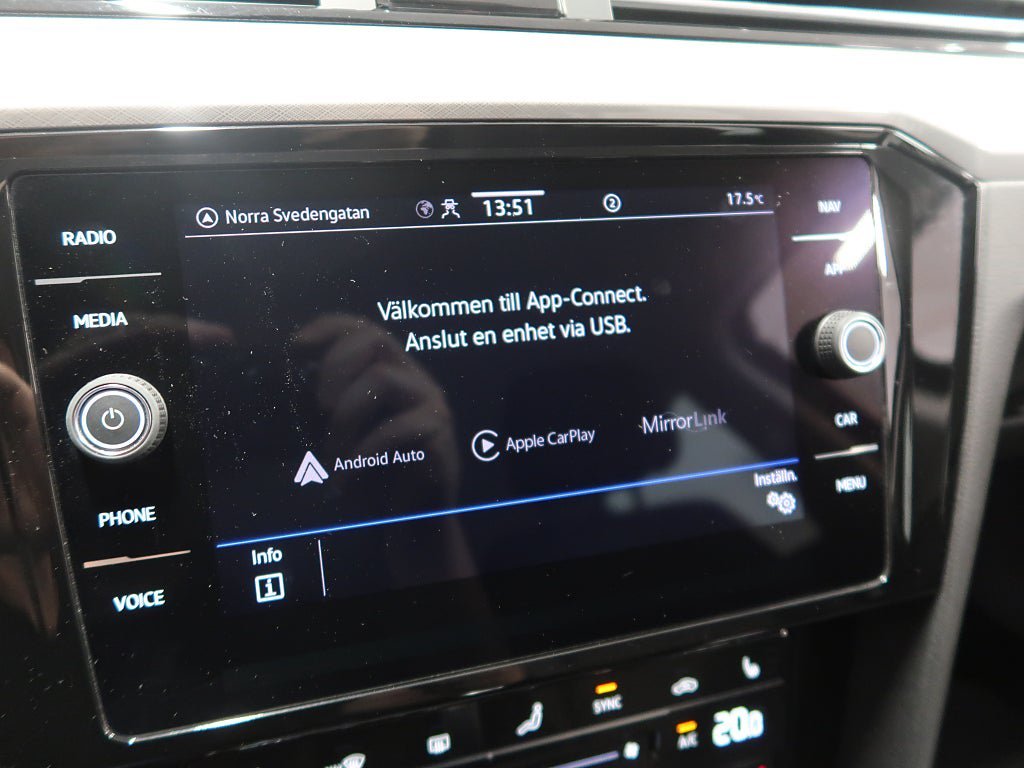 Norra Svedengatan
13:51
2
17.5°C
RADIO
MEDIA
PHONE
VOICE
Välkommen till App-Connect.
Anslut en enhet via USB.
Android Auto
Apple CarPlay
MirrorLink
Inställn.
Info
i
NAV
CAR
MENU
SYNC
A/C
20.0